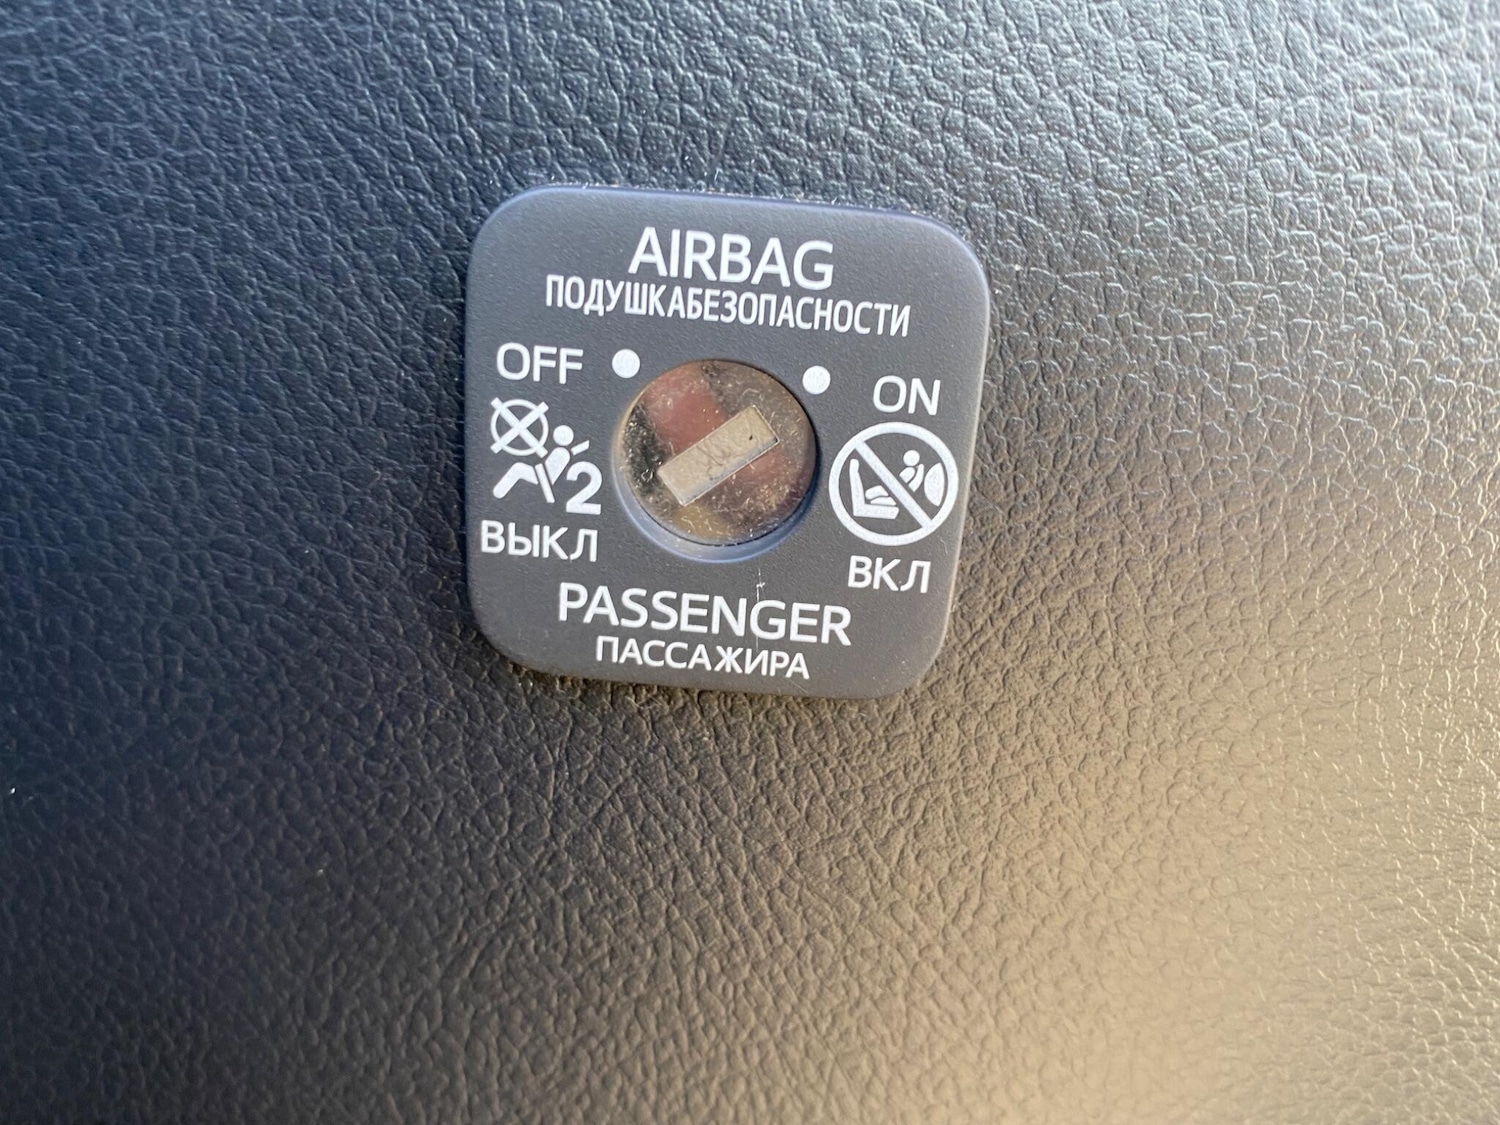 AIRBAG
ПОДУШКАБЕЗОПАСНОСТИ
OFF
ON
2
ВЫКЛ
ВКЛ
PASSENGER
ПАССАЖИРА